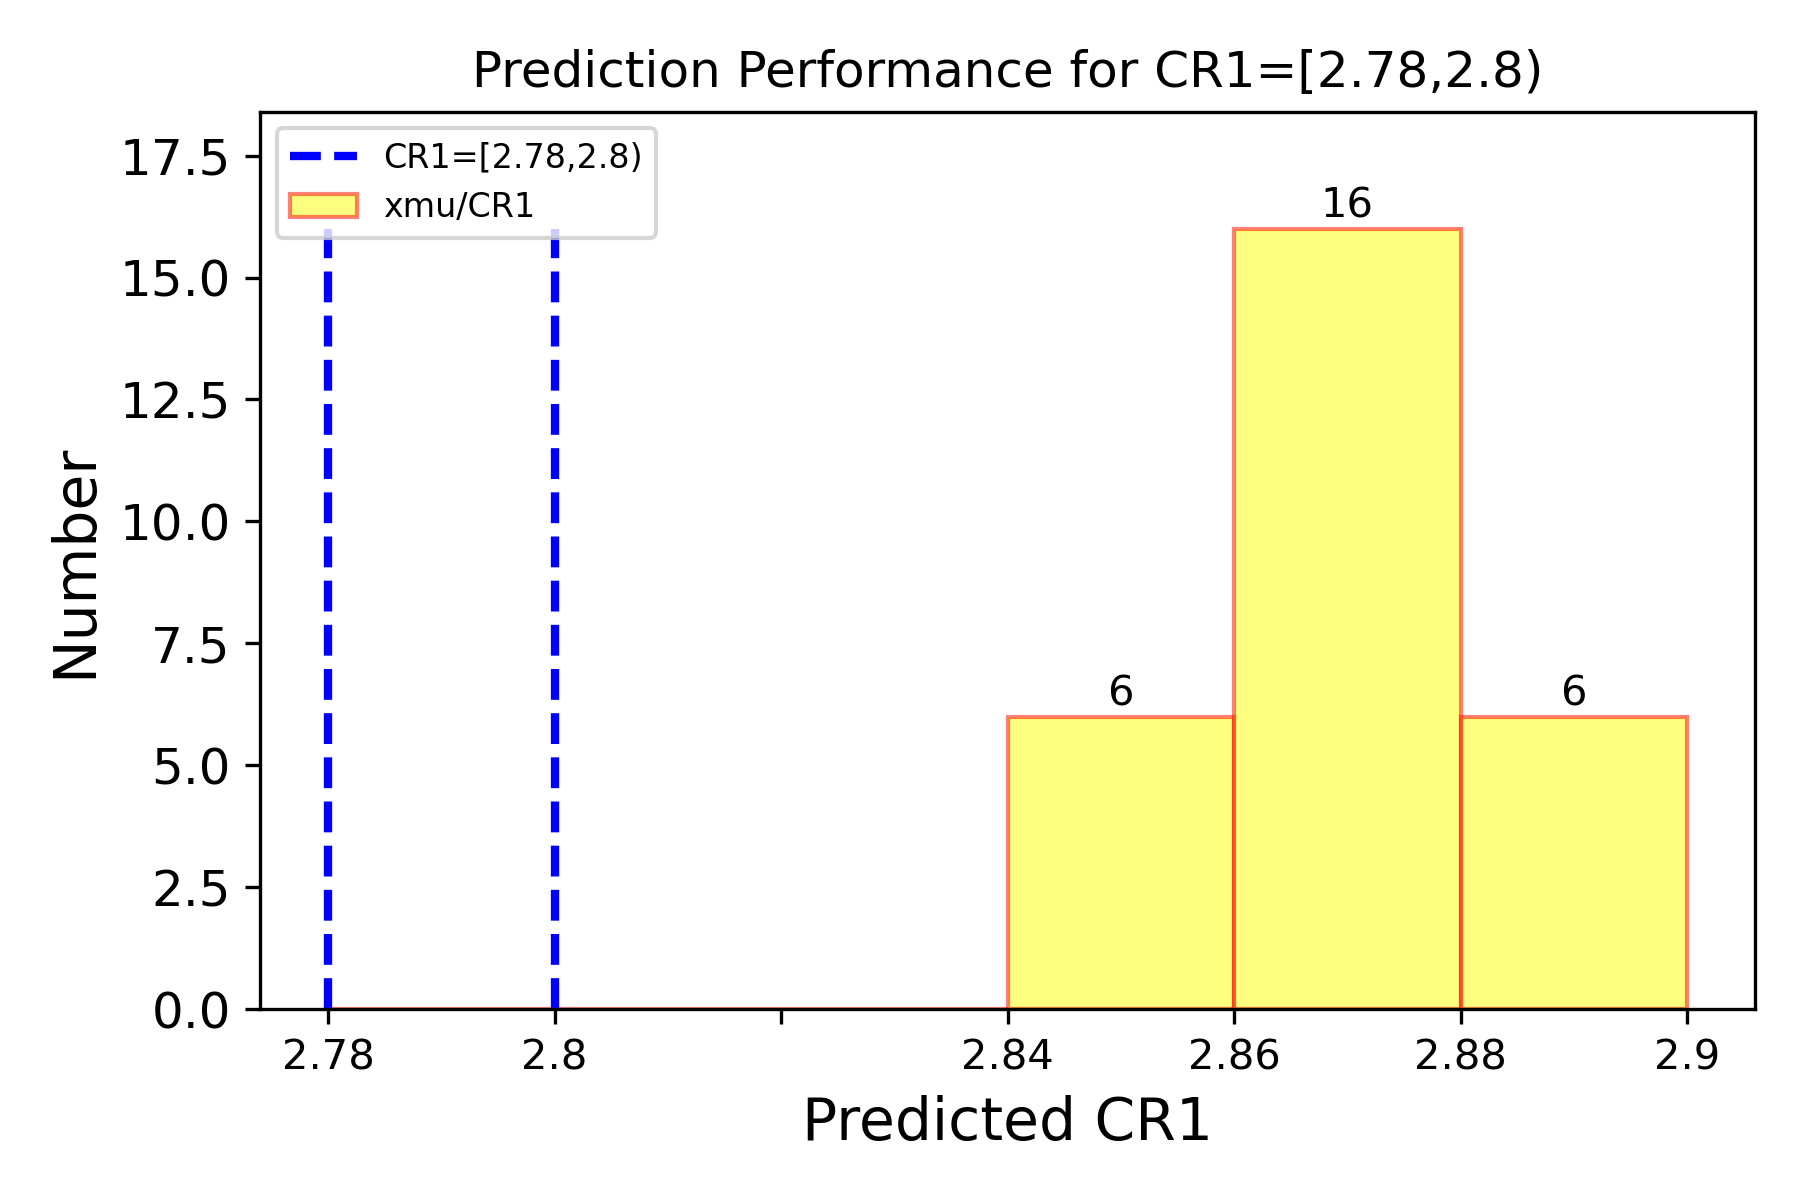 Prediction Performance for CR1=[2.78,2.8)
CR1=[2.78,2.8)
xmu/CR1
17.5
15.0
12.5
10.0
7.5
5.0
2.5
0.0
Number
16
6
6
2.78 2.8 2.84 2.86 2.88 2.9
Predicted CR1